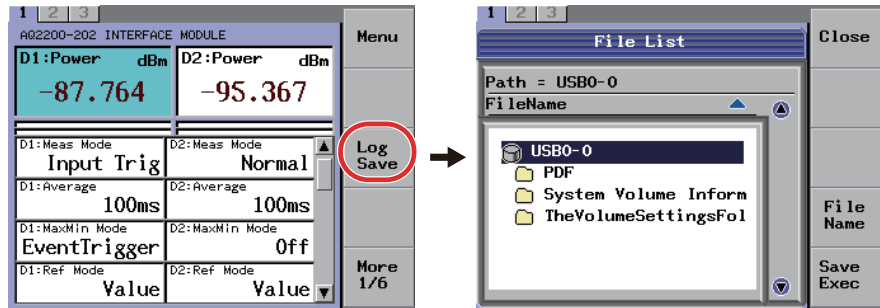 1 2 3
AQ2200-202 INTERFACE MODULE
D1:Power dBm
-87.764
D2:Power dBm
-95.367
D1:Meas Mode
Input Trig
D2:Meas Mode
Normal
D1:Average
100ms
D2:Average
100ms
D1:MaxMin Mode
EventTrigger
D2:MaxMin Mode
Off
D1:Ref Mode
Value
D2:Ref Mode
Value
Menu
Log
Save
More
1/6
1 2 3
File List
Path = USB0-0
FileName
USB0-0
PDF
System Volume Inform
TheVolumeSettingsFol
Close
File
Name
Save
Exec